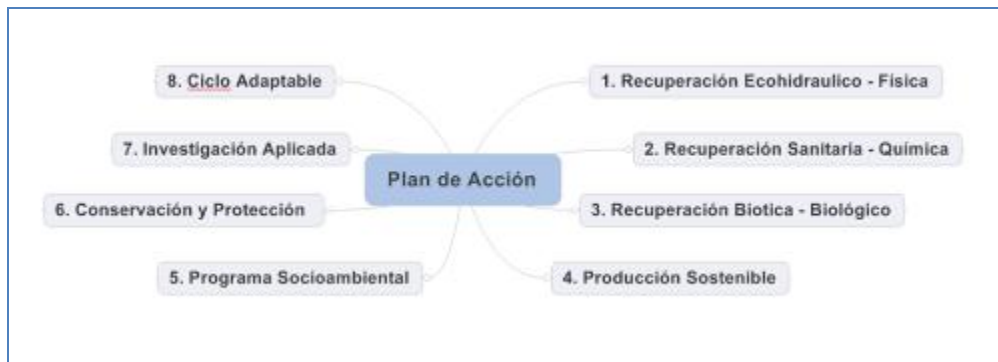 8. Ciclo Adaptable
1. Recuperación Ecohidraulico - Fisica
7. Investigación Aplicada
2. Recuperación Sanitaria - Química
Plan de Acción
6. Conservación y Protección
3. Recuperación Biotica - Biológico
5. Programa Socioambiental
4. Producción Sostenible